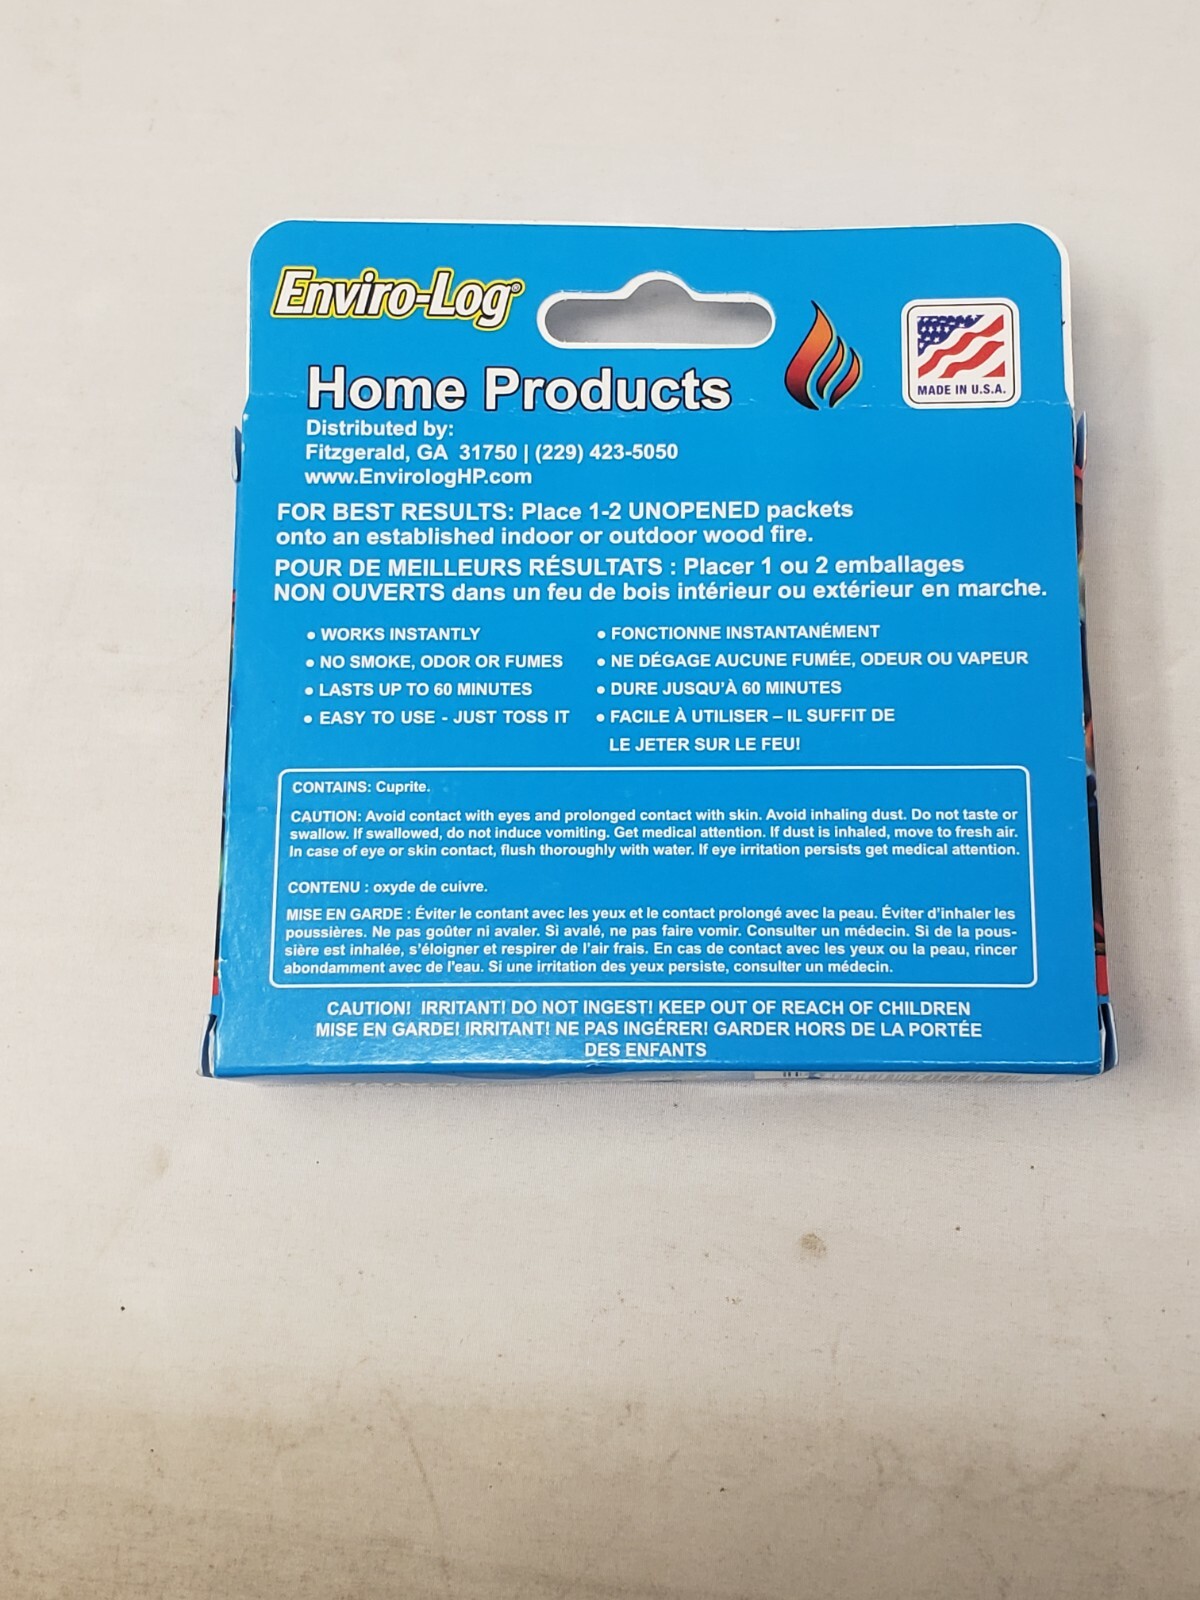 Enviro-Log®
Home Products
MADE IN U.S.A.
Distributed by:
Fitzgerald, GA 31750 | (229) 423-5050
www.EnvirologHP.com
FOR BEST RESULTS: Place 1-2 UNOPENED packets
onto an established indoor or outdoor wood fire.
POUR DE MEILLEURS RÉSULTATS : Placer 1 ou 2 emballages
NON OUVERTS dans un feu de bois intérieur ou extérieur en marche.
• WORKS INSTANTLY
• NO SMOKE, ODOR OR FUMES
• LASTS UP TO 60 MINUTES
• EASY TO USE - JUST TOSS IT
• FONCTIONNE INSTANTANÉMENT
• NE DÉGAGE AUCUNE FUMÉE, ODEUR OU VAPEUR
• DURE JUSQU'À 60 MINUTES
• FACILE À UTILISER – IL SUFFIT DE
LE JETER SUR LE FEU!
CONTAINS: Cuprite.
CAUTION: Avoid contact with eyes and prolonged contact with skin. Avoid inhaling dust. Do not taste or
swallow. If swallowed, do not induce vomiting. Get medical attention. If dust is inhaled, move to fresh air.
In case of eye or skin contact, flush thoroughly with water. If eye irritation persists get medical attention.
CONTENU : oxyde de cuivre.
MISE EN GARDE : Éviter le contant avec les yeux et le contact prolongé avec la peau. Éviter d'inhaler les
poussières. Ne pas goûter ni avaler. Si avalé, ne pas faire vomir. Consulter un médecin. Si de la pous-
sière est inhalée, s'éloigner et respirer de l'air frais. En cas de contact avec les yeux ou la peau, rincer
abondamment avec de l'eau. Si une irritation des yeux persiste, consulter un médecin.
CAUTION! IRRITANT! DO NOT INGEST! KEEP OUT OF REACH OF CHILDREN
MISE EN GARDE! IRRITANT! NE PAS INGÉRER! GARDER HORS DE LA PORTÉE
DES ENFANTS